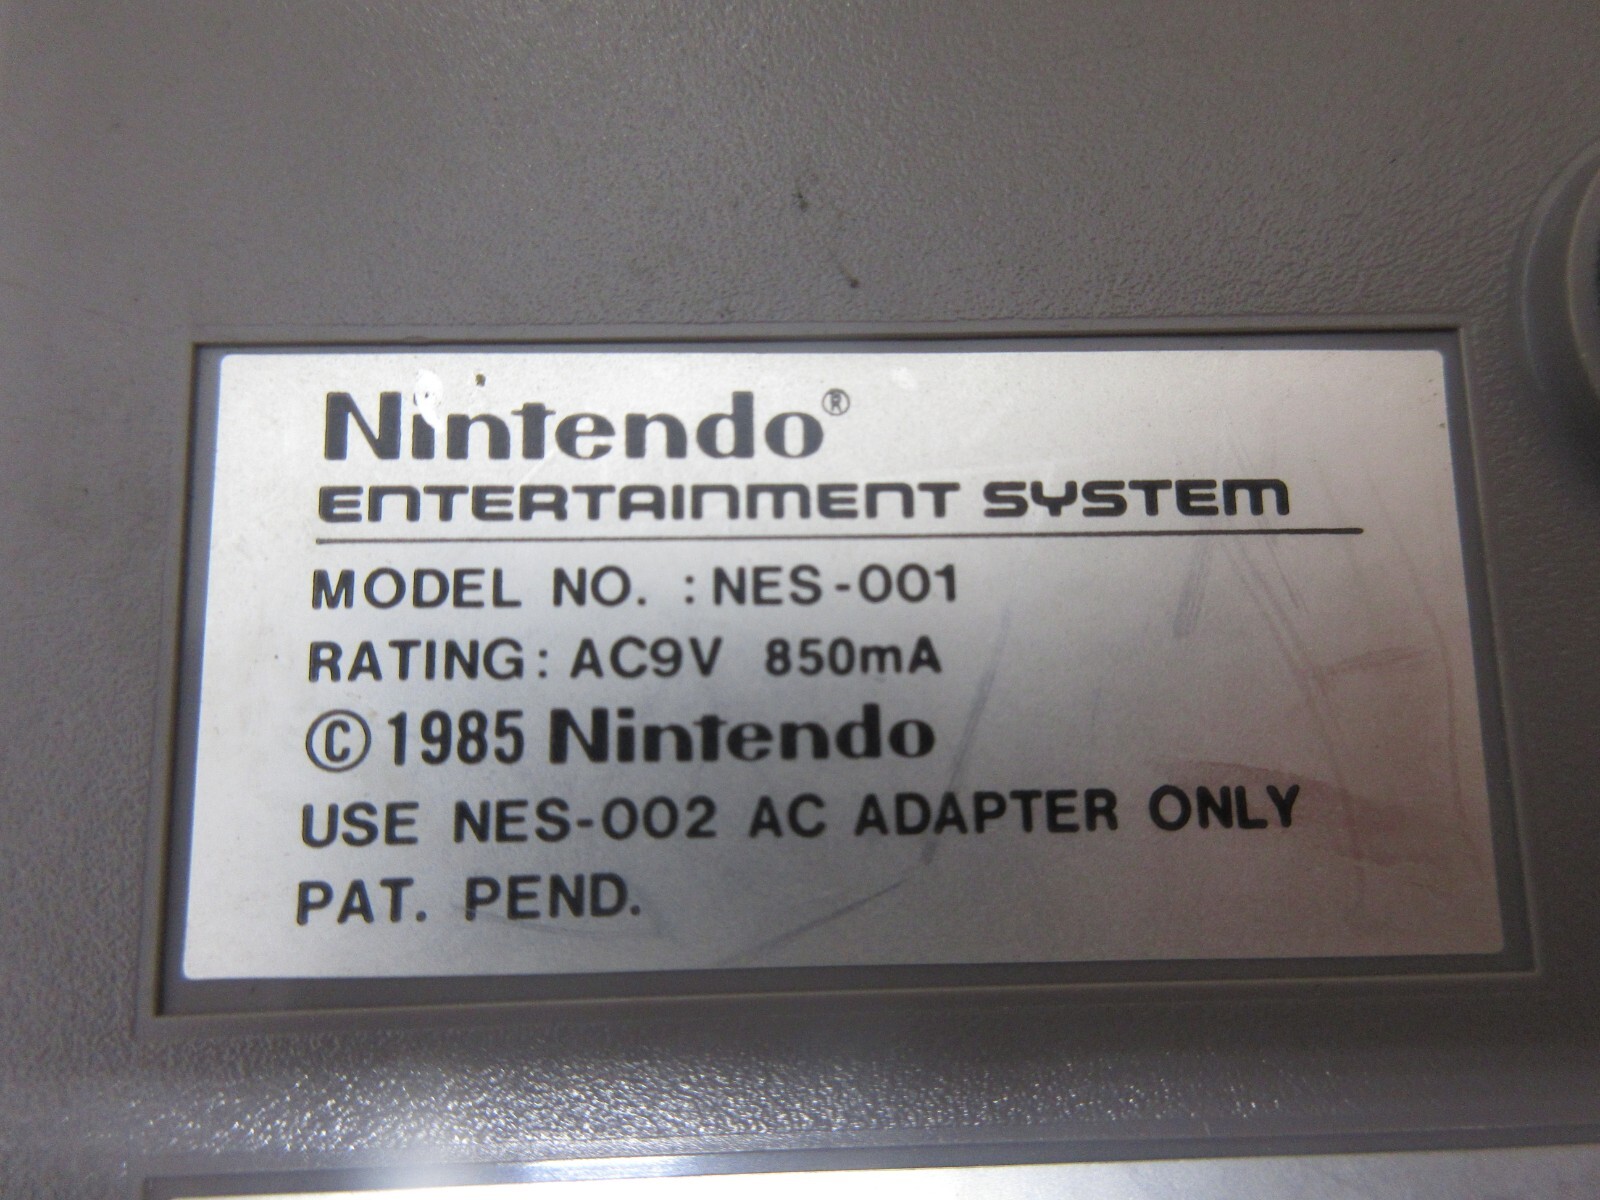 Nintendo®
ENTERTAINMENT SYSTEM
MODEL NO. : NES-001
RATING: AC9V 850mA
©1985 Nintendo
USE NES-002 AC ADAPTER ONLY
PAT. PEND.